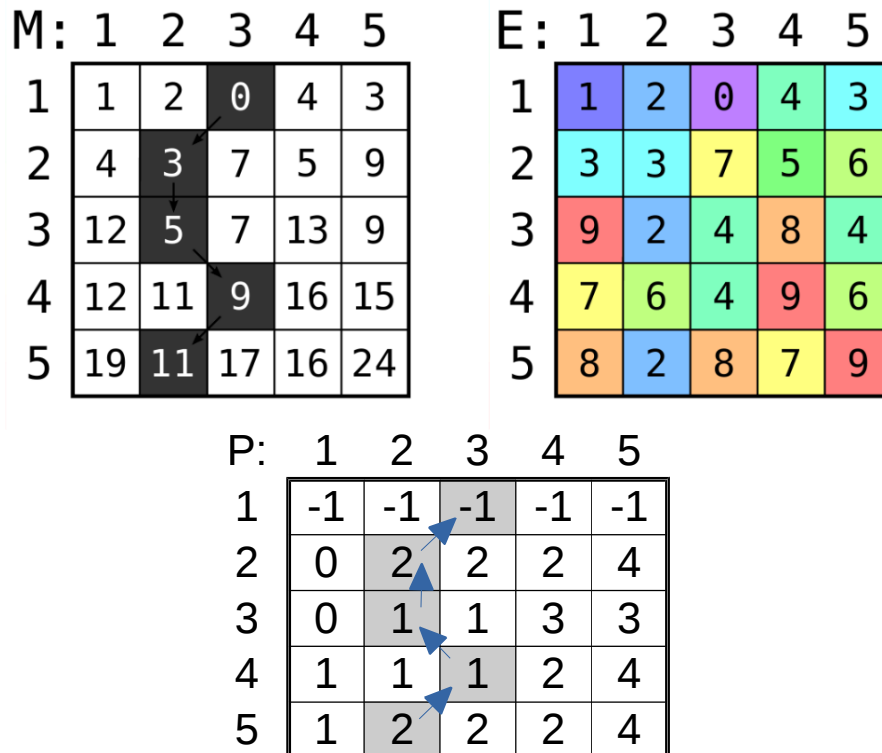 M: 1 2 3 4 5
1 1 2 0 4 3
2 4 3 7 5 9
3 12 5 7 13 9
4 12 11 9 16 15
5 19 11 17 16 24
E: 1 2 3 4 5
1 1 2 0 4 3
2 3 3 7 5 6
3 9 2 4 8 4
4 7 6 4 9 6
5 8 2 8 7 9
P: 1 2 3 4 5
1 -1 -1 -1 -1 -1
2 0 2 2 2 4
3 0 1 1 3 3
4 1 1 1 2 4
5 1 2 2 2 4